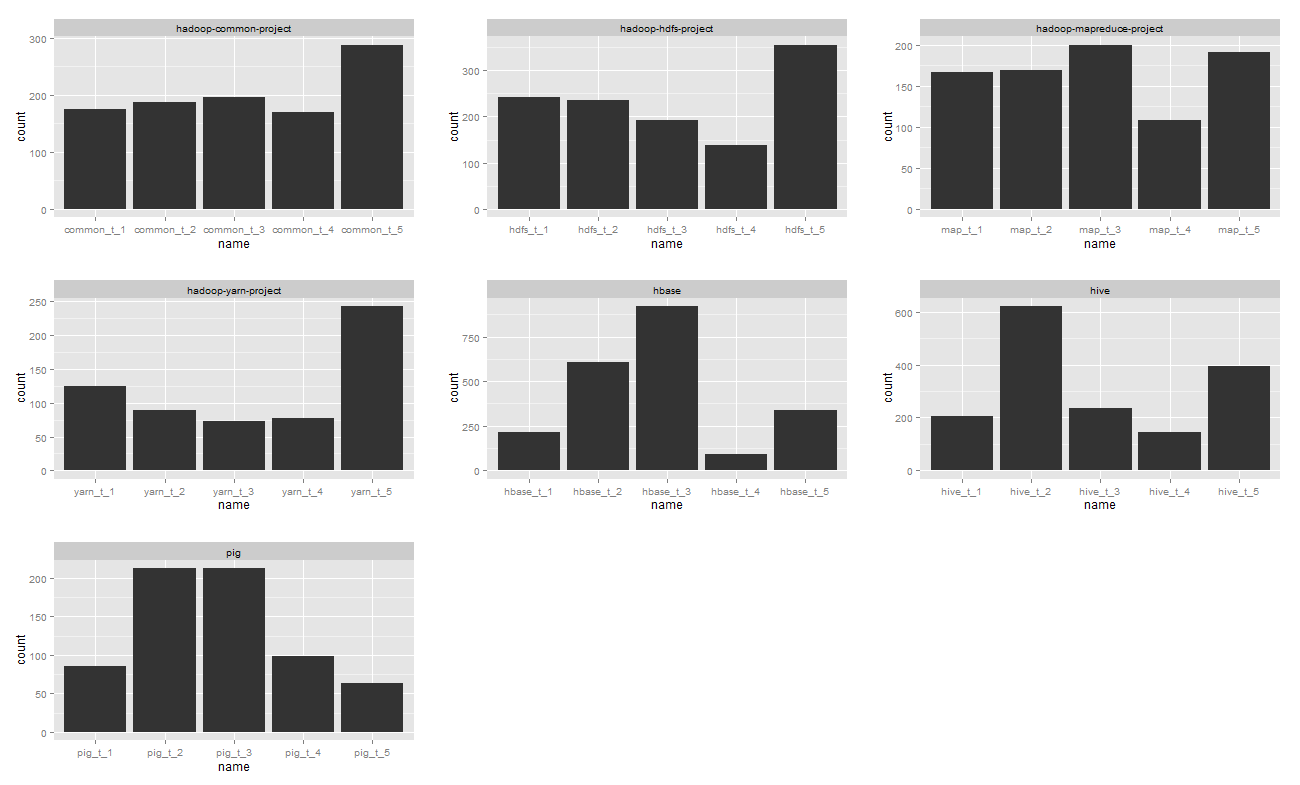 hadoop-common-project
300
200
100
0
count
common_t_1 common_t_2 common_t_3 common_t_4 common_t_5
name
hadoop-hdfs-project
300
200
100
0
count
hdfs_t_1 hdfs_t_2 hdfs_t_3 hdfs_t_4 hdfs_t_5
name
hadoop-mapreduce-project
200
150
100
50
0
count
map_t_1 map_t_2 map_t_3 map_t_4 map_t_5
name
hadoop-yarn-project
250
200
150
100
50
0
count
yarn_t_1 yarn_t_2 yarn_t_3 yarn_t_4 yarn_t_5
name
hbase
750
500
250
0
count
hbase_t_1 hbase_t_2 hbase_t_3 hbase_t_4 hbase_t_5
name
hive
600
400
200
0
count
hive_t_1 hive_t_2 hive_t_3 hive_t_4 hive_t_5
name
pig
200
150
100
50
0
count
pig_t_1 pig_t_2 pig_t_3 pig_t_4 pig_t_5
name